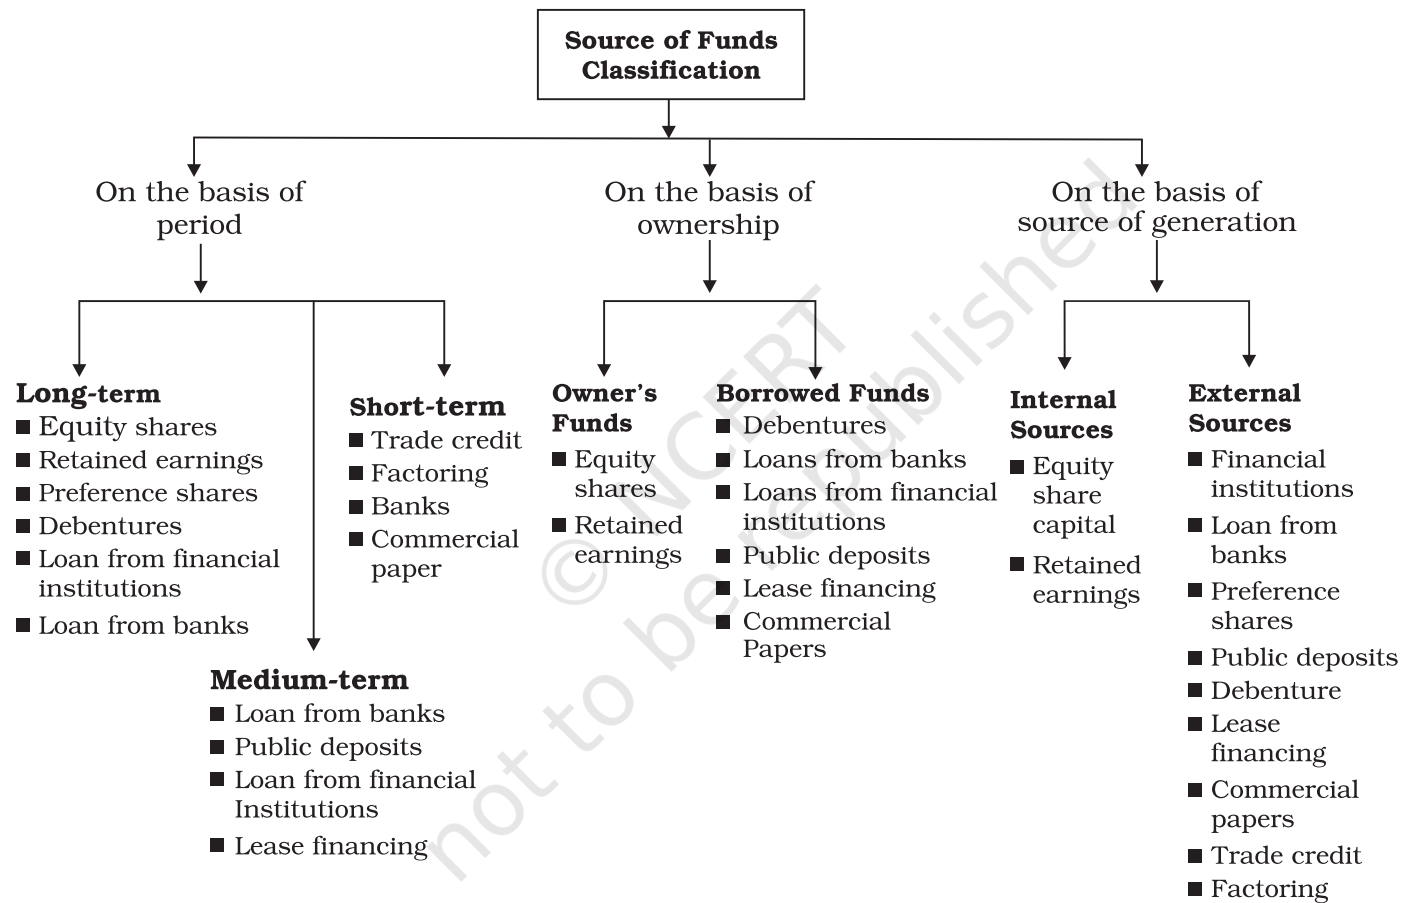 Source of Funds
Classification
On the basis of
period
On the basis of
ownership
On the basis of
source of generation
Long-term
■ Equity shares
■ Retained earnings
■ Preference shares
■ Debentures
■ Loan from financial
institutions
■ Loan from banks
Medium-term
■ Loan from banks
■ Public deposits
■ Loan from financial
Institutions
■ Lease financing
Short-term
■ Trade credit
■ Factoring
■ Banks
■ Commercial
paper
Owner's
Funds
■ Equity
shares
■ Retained
earnings
Borrowed Funds
■ Debentures
■ Loans from banks
■ Loans from financial
institutions
■ Public deposits
■ Lease financing
■ Commercial
Papers
Internal
Sources
■ Equity
share
capital
■ Retained
earnings
External
Sources
■ Financial
institutions
■ Loan from
banks
■ Preference
shares
■ Public deposits
■ Debenture
■ Lease
financing
■ Commercial
papers
■ Trade credit
■ Factoring
© NCERT
not to be republished